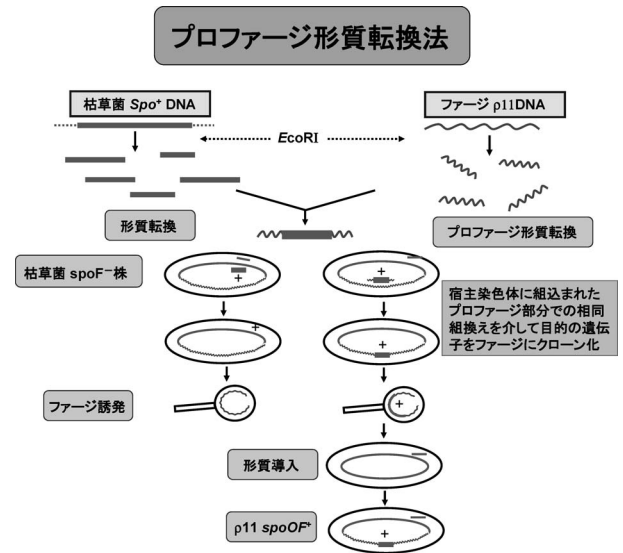 プロファージ形質転換法
枯草菌 Spo⁺ DNA
ファージ ρ11DNA
EcoRI
形質転換
プロファージ形質転換
枯草菌 spoF⁻株
+
+
宿主染色体に組込まれた
プロファージ部分での相同
組換えを介して目的の遺伝
子をファージにクローン化
+
+
ファージ誘発
+
形質導入
ρ11 spoOF⁺
+